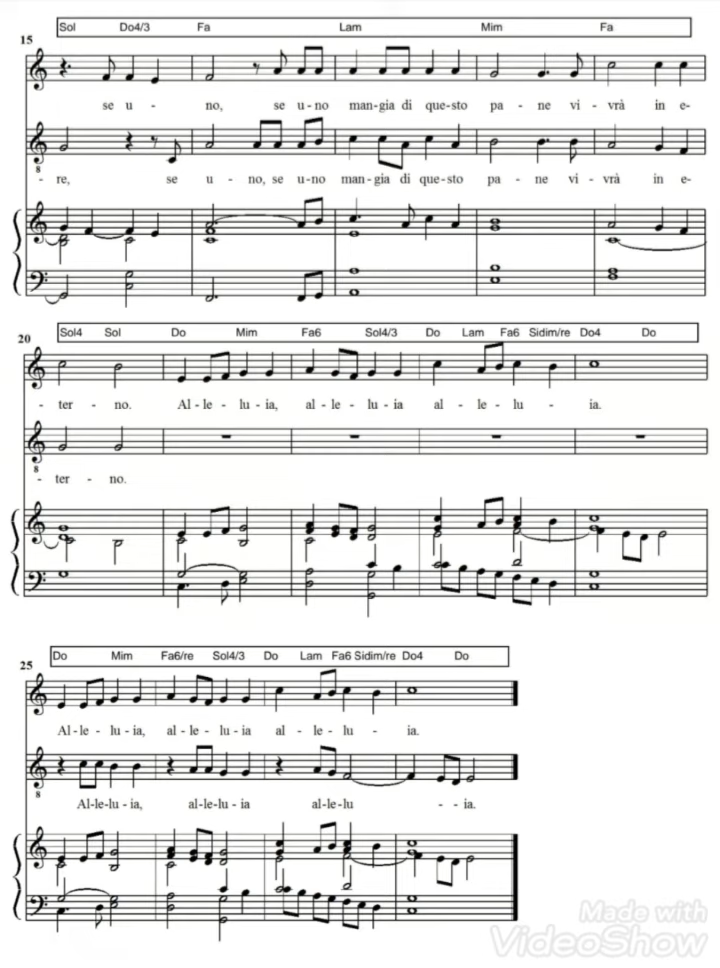 Sol Do4/3 Fa Lam Mim Fa
15
se u - no, se u-no man-gia di que-sto pa - ne vi-vrà in e-
8
- re, se u - no, se u-no man-gia di que-sto pa - ne vi-vrà in e-
20
Sol4 Sol Do Mim Fa6 Sol4/3 Do Lam Fa6 Sidim/re Do4 Do
- ter - no. Al-le - lu-ia, al-le-lu-ia al - le - lu - ia.
8
- ter - no.
Do Mim Fa6/re Sol4/3 Do Lam Fa6 Sidim/re Do4 Do
25
Al-le-lu-ia, al-le-lu-ia al - le-lu - ia.
8
Al-le-lu-ia, al-le-lu-ia al-le-lu - - ia.
Made with
VideoShow